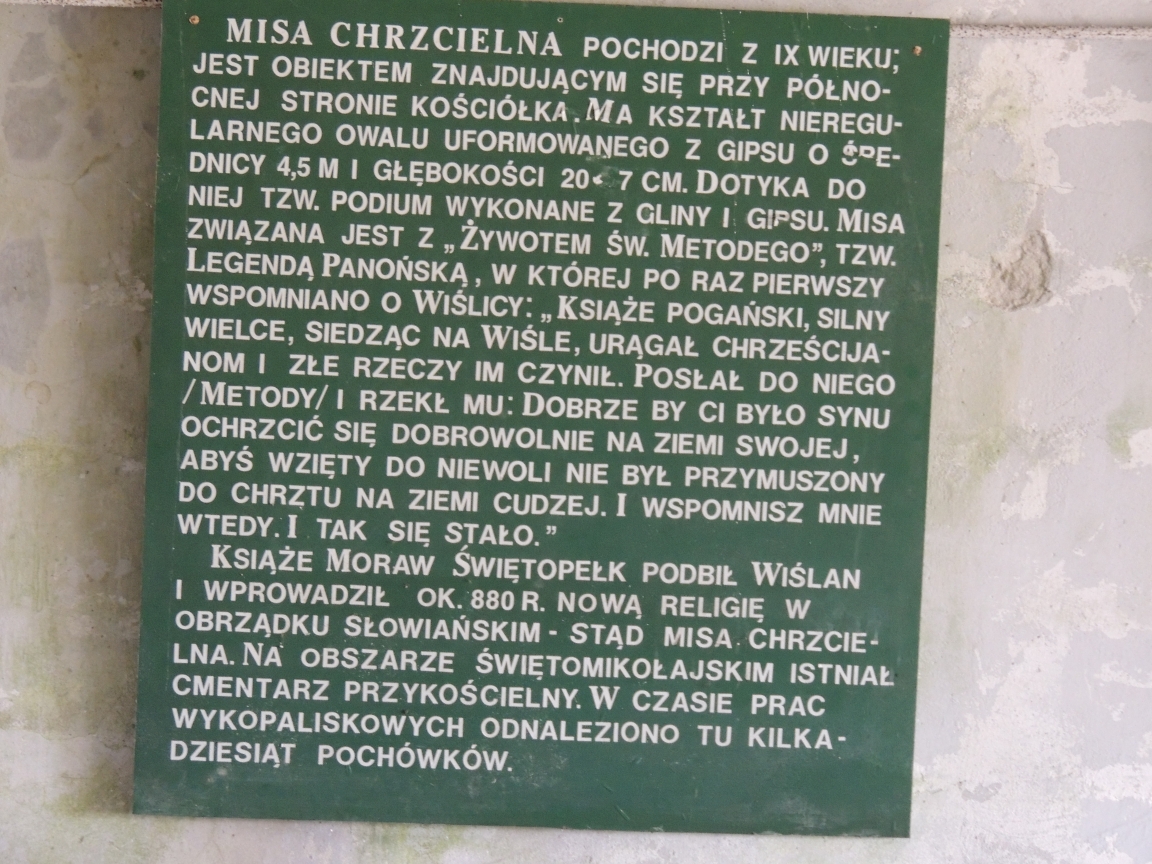 MISA CHRZCIELNA POCHODZI Z IX WIEKU;
JEST OBIEKTEM ZNAJDUJĄCYM SIĘ PRZY PÓŁNO-
CNEJ STRONIE KOŚCIÓŁKA. MA KSZTAŁT NIEREGU-
LARNEGO OWALU UFORMOWANEGO Z GIPSU O ŚRE-
DNICY 4,5 M I GŁĘBOKOŚCI CM. DOTYKA DO
NIEJ TZW. PODIUM WYKONANE Z GLINY I GIPSU. MISA
ZWIĄZANA JEST Z „ŻYWOTEM ŚW. METODEGO”, TZW.
LEGENDĄ PANOŃSKĄ, W KTÓREJ PO RAZ PIERWSZY
WSPOMNIANO O WIŚLICY: „KSIĄŻE POGAŃSKI, SILNY
WIELCE, SIEDZĄC NA WIŚLE, URĄGAŁ CHRZEŚCIJA-
NOM I ZŁE RZECZY IM CZYNIŁ. POSŁAŁ DO NIEGO
/METODY/ I RZEKŁ MU: DOBRZE BY CI BYŁO SYNU
OCHRZCIĆ SIĘ DOBROWOLNIE NA ZIEMI SWOJEJ,
ABYŚ WZIĘTY DO NIEWOLI NIE BYŁ PRZYMUSZONY
DO CHRZTU NA ZIEMI CUDZEJ. I WSPOMNISZ MNIE
WTEDY. I TAK SIĘ STAŁO.”
KSIĄŻE MORAW ŚWIĘTOPEŁK PODBIŁ WIŚLAN
I WPROWADZIŁ OK. 880 R. NOWĄ RELIGIĘ W
OBRZĄDKU SŁOWIAŃSKIM - STĄD MISA CHRZCIE-
LNA. NA OBSZARZE ŚWIĘTOMIKOŁAJSKIM ISTNIAŁ
CMENTARZ PRZYKOŚCIELNY. W CZASIE PRAC
WYKOPALISKOWYCH ODNALEZIONO TU KILKA-
DZIESIĄT POCHÓWKÓW.